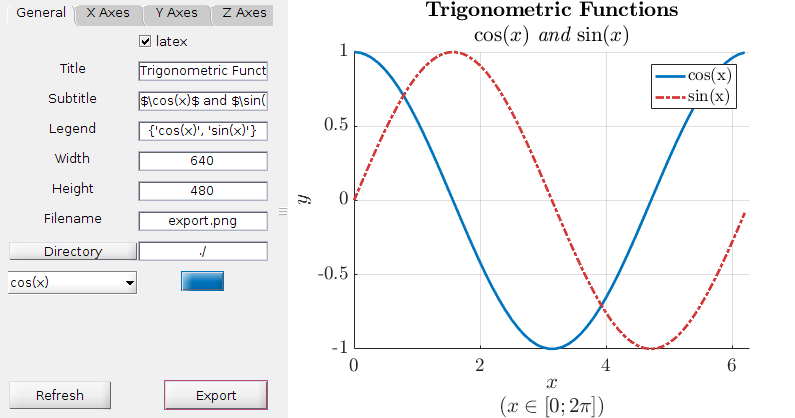 General X Axes Y Axes Z Axes
latex
Title Trigonometric Funct
Subtitle $\cos(x)$ and $\sin(
Legend {'cos(x)', 'sin(x)'}
Width 640
Height 480
Filename export.png
Directory ./
cos(x)
Refresh Export
Trigonometric Functions
cos(x) and sin(x)
cos(x)
sin(x)
1
0.5
0
-0.5
-1
y
0 2 4 6
x
(x ∈ [0; 2π])